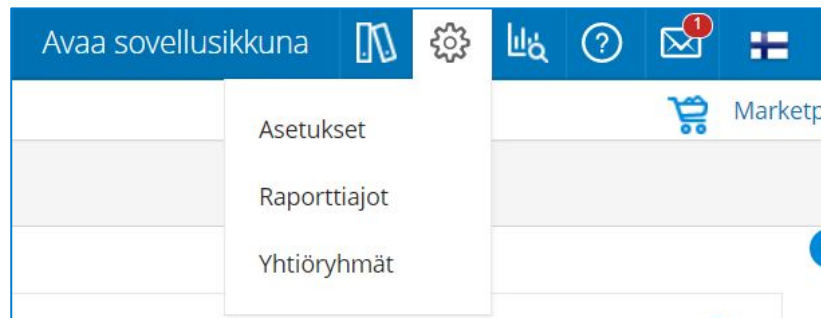 Avaa sovellusikkuna
?
1
Asetukset
Raporttiajot
Yhtiöryhmät